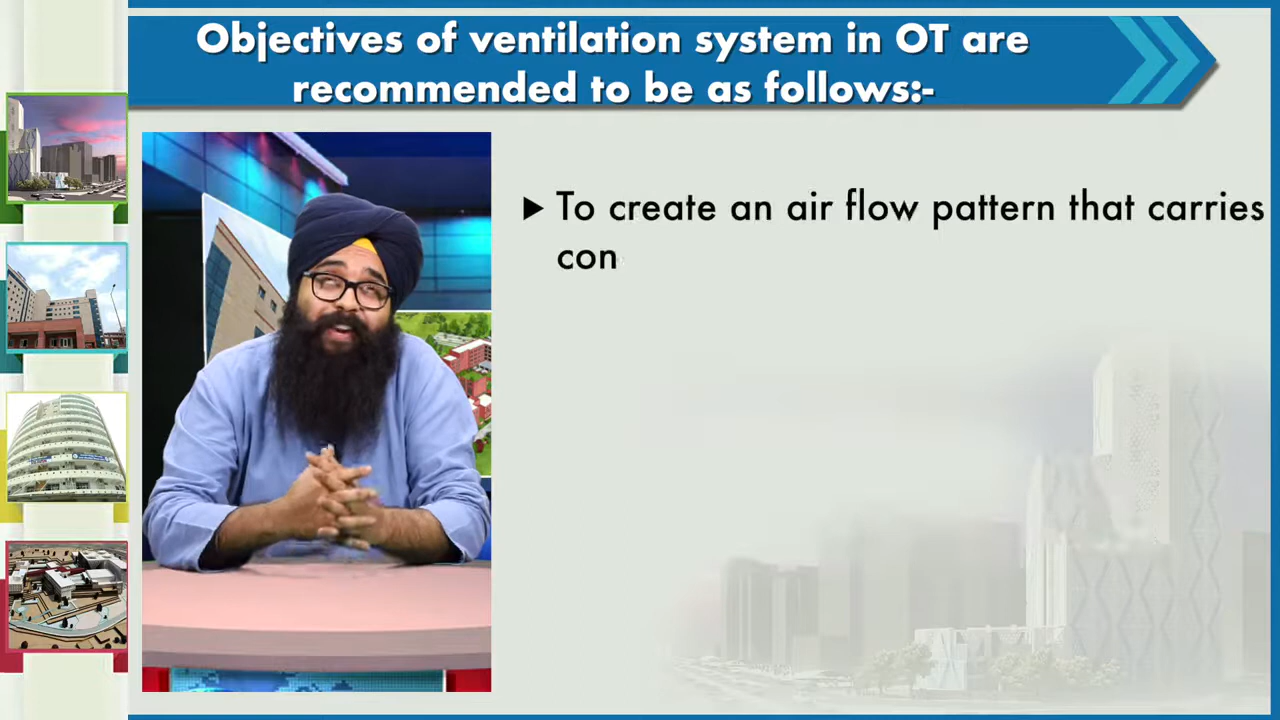 Objectives of ventilation system in OT are
recommended to be as follows:-
▶ To create an air flow pattern that carries
con